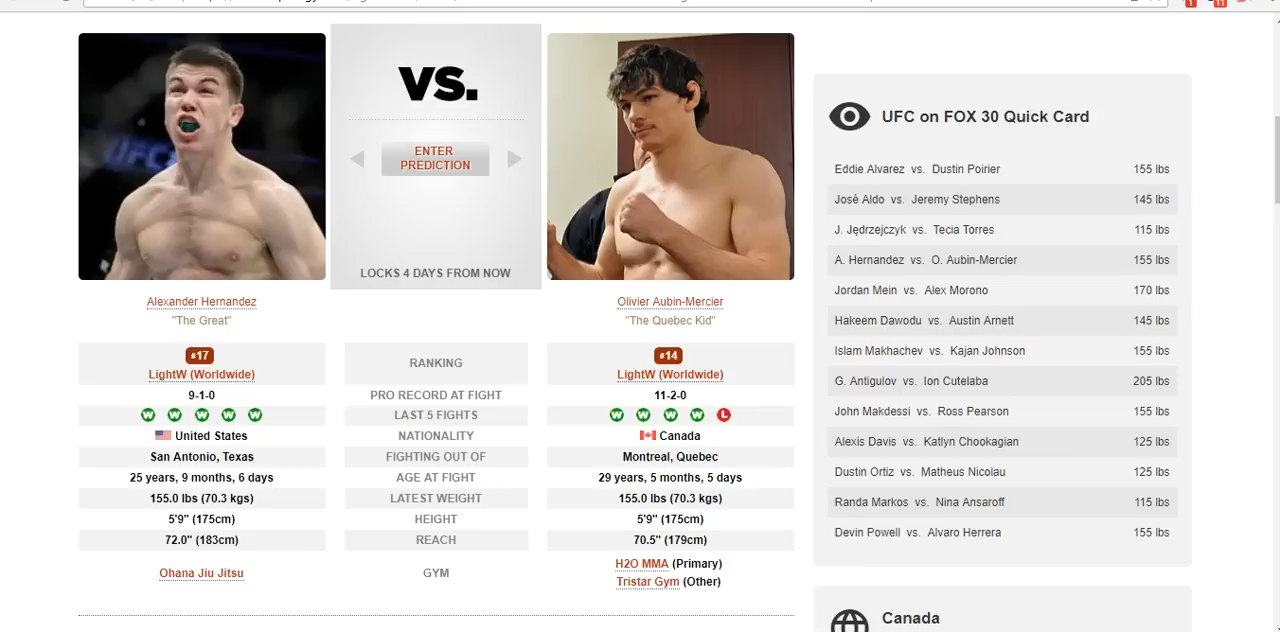 VS.
ENTER
PREDICTION
LOCKS 4 DAYS FROM NOW
Alexander Hernandez
"The Great"
Olivier Aubin-Mercier
"The Quebec Kid"
#17
LightW (Worldwide)
RANKING
#14
LightW (Worldwide)
9-1-0 PRO RECORD AT FIGHT 11-2-0
W W W W W LAST 5 FIGHTS W W W W L
United States NATIONALITY Canada
San Antonio, Texas FIGHTING OUT OF Montreal, Quebec
25 years, 9 months, 6 days AGE AT FIGHT 29 years, 5 months, 5 days
155.0 lbs (70.3 kgs) LATEST WEIGHT 155.0 lbs (70.3 kgs)
5'9" (175cm) HEIGHT 5'9" (175cm)
72.0" (183cm) REACH 70.5" (179cm)
Ohana Jiu Jitsu GYM H2O MMA (Primary)
Tristar Gym (Other)
UFC on FOX 30 Quick Card
Eddie Alvarez vs. Dustin Poirier 155 lbs
José Aldo vs. Jeremy Stephens 145 lbs
J. Jędrzejczyk vs. Tecia Torres 115 lbs
A. Hernandez vs. O. Aubin-Mercier 155 lbs
Jordan Mein vs. Alex Morono 170 lbs
Hakeem Dawodu vs. Austin Arnett 145 lbs
Islam Makhachev vs. Kajan Johnson 155 lbs
G. Antigulov vs. Ion Cutelaba 205 lbs
John Makdessi vs. Ross Pearson 155 lbs
Alexis Davis vs. Katlyn Chookagian 125 lbs
Dustin Ortiz vs. Matheus Nicolau 125 lbs
Randa Markos vs. Nina Ansaroff 115 lbs
Devin Powell vs. Alvaro Herrera 155 lbs
Canada